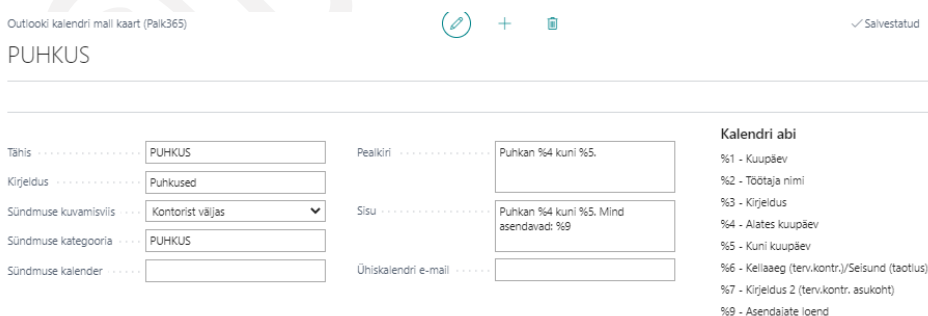 Outlooki kalendri mall kaart (Palk365)
✓ Salvestatud
PUHKUS
Tähis PUHKUS
Kirjeldus Puhkused
Sündmuse kuvamisviis Kontorist väljas
Sündmuse kategooria PUHKUS
Sündmuse kalender
Pealkiri Puhkan %4 kuni %5.
Sisu Puhkan %4 kuni %5. Mind
asendavad: %9
Ühiskalendri e-mail
Kalendri abi
%1 - Kuupäev
%2 - Töötaja nimi
%3 - Kirjeldus
%4 - Alates kuupäev
%5 - Kuni kuupäev
%6 - Kellaaeg (terv.kontr.)/Seisund (taotlus)
%7 - Kirjeldus 2 (terv.kontr. asukoht)
%9 - Asendajate loend